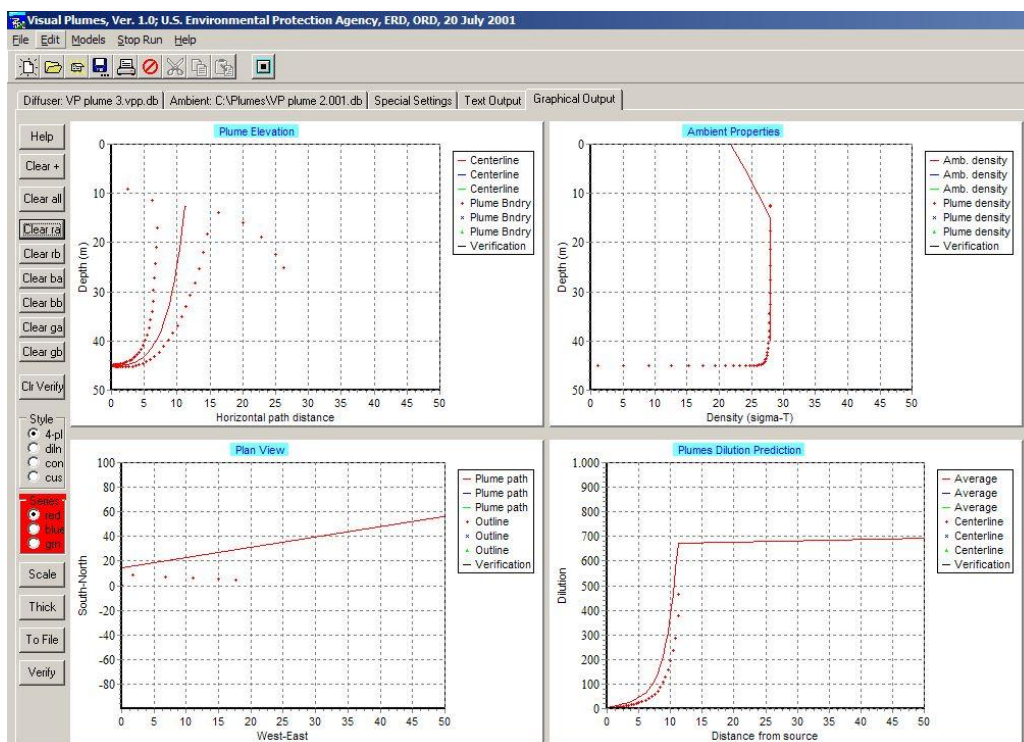 Visual Plumes, Ver. 1.0; U.S. Environmental Protection Agency, ERD, ORD, 20 July 2001
File Edit Models Stop Run Help
Diffuser: VP plume 3.vpp.db Ambient: C:\Plumes\VP plume 2.001.db Special Settings Text Output Graphical Output
Help
Clear +
Clear all
Clear ra
Clear rb
Clear ba
Clear bb
Clear ga
Clear gb
Clr Verify
Style
4-pl
diln
con
cus
Series
red
blue
grn
Scale
Thick
To File
Verify
Plume Elevation
0
10
20
30
40
50
Depth (m)
0 5 10 15 20 25 30 35 40 45 50
Horizontal path distance
Centerline
Centerline
Centerline
Plume Bndry
Plume Bndry
Plume Bndry
Verification
Ambient Properties
0
10
20
30
40
50
Depth (m)
0 5 10 15 20 25 30 35 40 45 50
Density (sigma-T)
Amb. density
Amb. density
Amb. density
Plume density
Plume density
Plume density
Verification
Plan View
100
80
60
40
20
0
-20
-40
-60
-80
South-North
0 5 10 15 20 25 30 35 40 45 50
West-East
Plume path
Plume path
Plume path
Outline
Outline
Outline
Verification
Plumes Dilution Prediction
1.000
900
800
700
600
500
400
300
200
100
0
Dilution
0 5 10 15 20 25 30 35 40 45 50
Distance from source
Average
Average
Average
Centerline
Centerline
Centerline
Verification